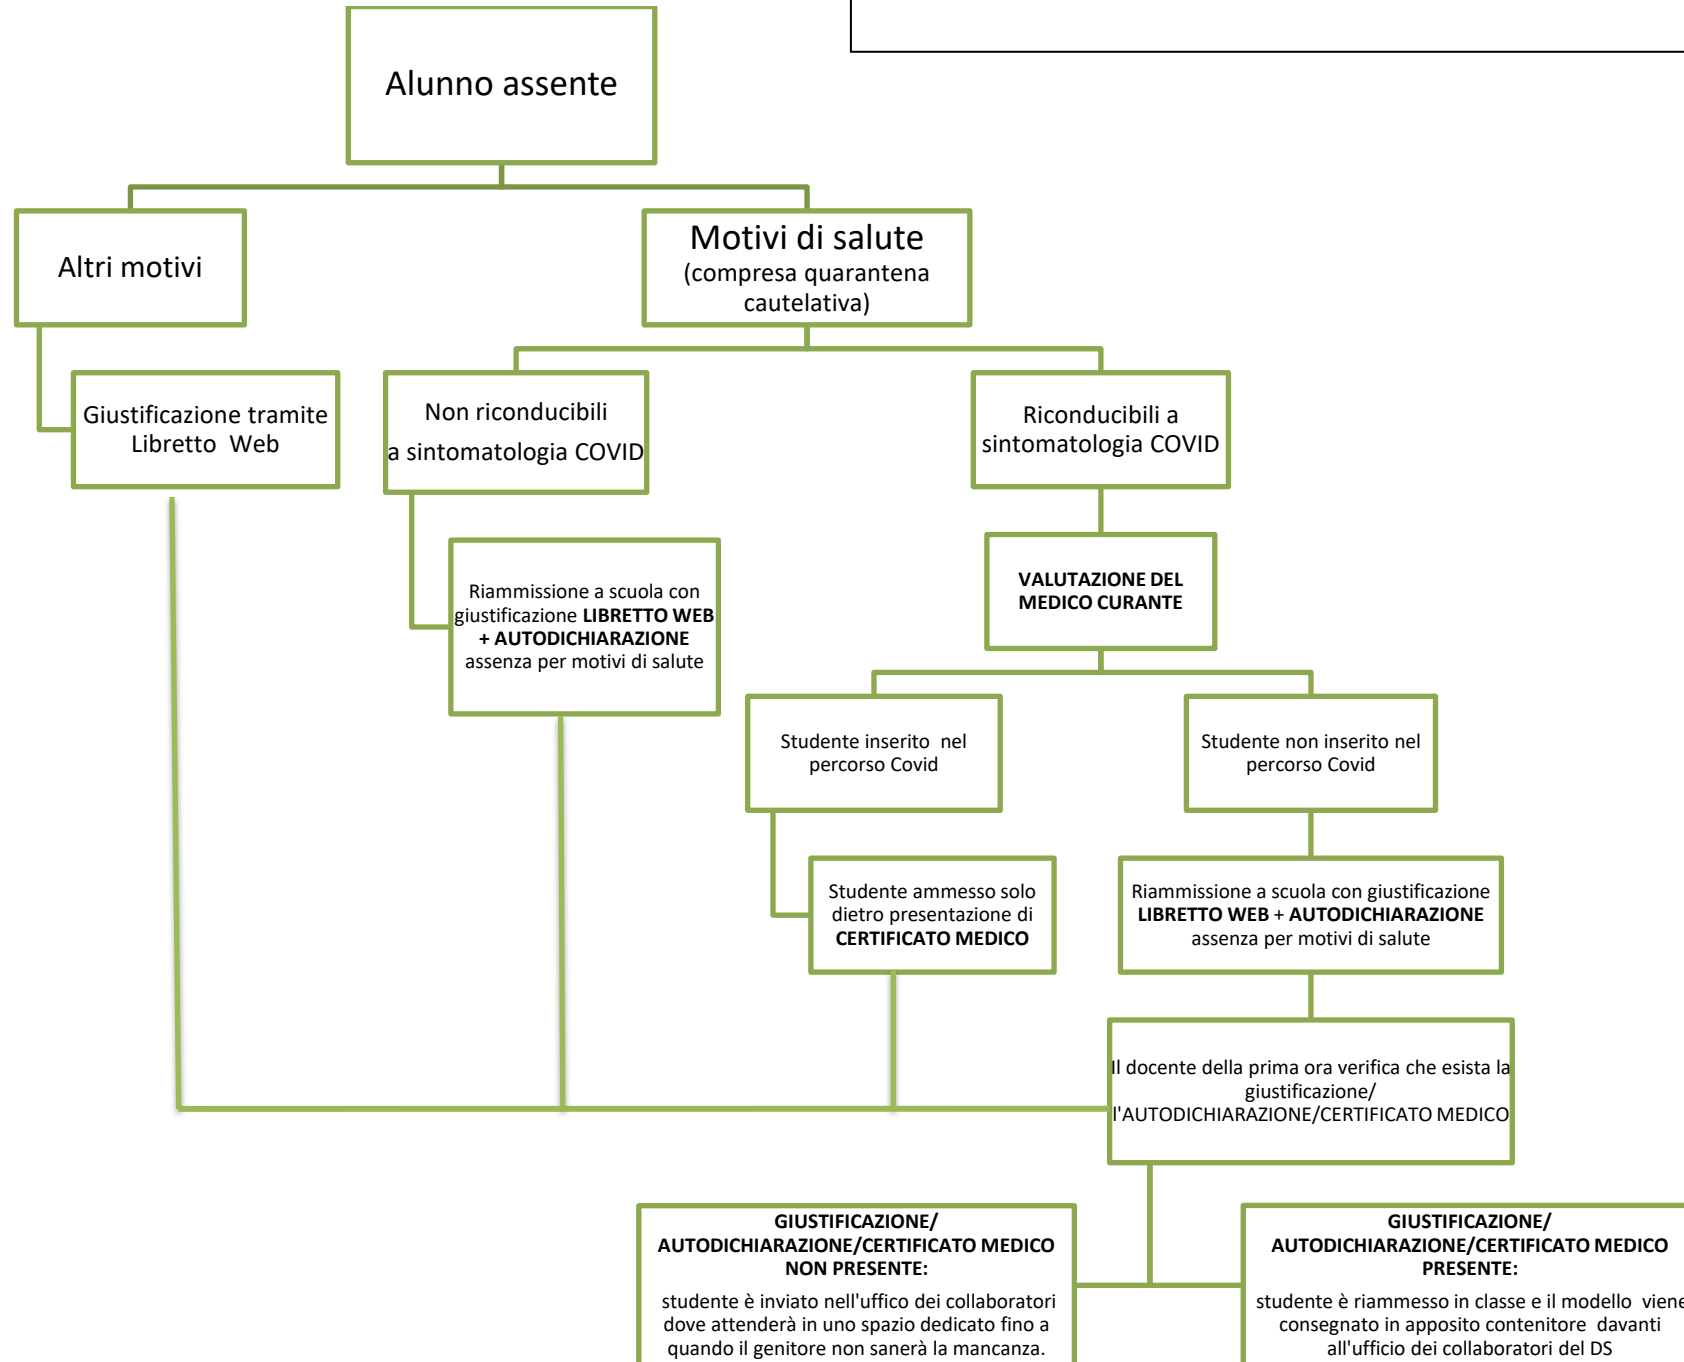 Alunno assente
Altri motivi
Motivi di salute
(compresa quarantena
cautelativa)
Giustificazione tramite
Libretto Web
Non riconducibili
a sintomatologia COVID
Riconducibili a
sintomatologia COVID
Riammissione a scuola con
giustificazione LIBRETTO WEB
+ AUTODICHIARAZIONE
assenza per motivi di salute
VALUTAZIONE DEL
MEDICO CURANTE
Studente inserito nel
percorso Covid
Studente non inserito nel
percorso Covid
Studente ammesso solo
dietro presentazione di
CERTIFICATO MEDICO
Riammissione a scuola con giustificazione
LIBRETTO WEB + AUTODICHIARAZIONE
assenza per motivi di salute
Il docente della prima ora verifica che esista la
giustificazione/
l'AUTODICHIARAZIONE/CERTIFICATO MEDICO
GIUSTIFICAZIONE/
AUTODICHIARAZIONE/CERTIFICATO MEDICO
NON PRESENTE:
studente è inviato nell'uffico dei collaboratori
dove attenderà in uno spazio dedicato fino a
quando il genitore non sanerà la mancanza.
GIUSTIFICAZIONE/
AUTODICHIARAZIONE/CERTIFICATO MEDICO
PRESENTE:
studente è riammesso in classe e il modello viene
consegnato in apposito contenitore davanti
all'ufficio dei collaboratori del DS